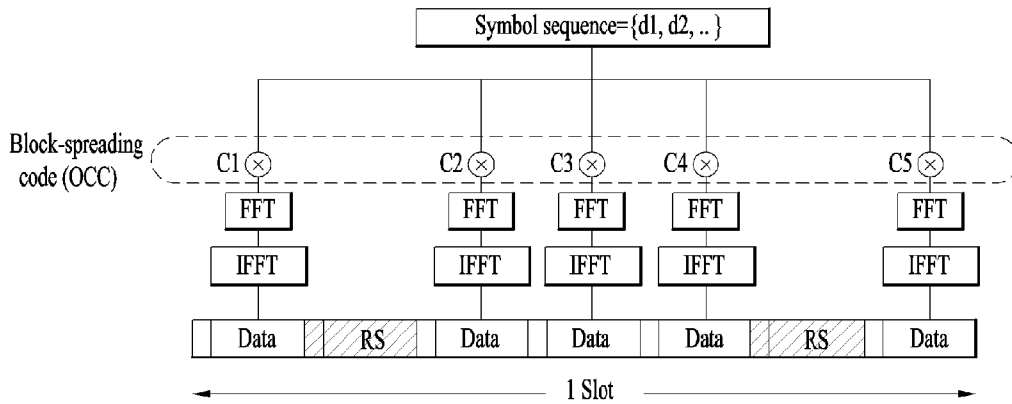 Symbol sequence={d1, d2, .. }
Block-spreading
code (OCC)
C1 C2 C3 C4 C5
FFT FFT FFT FFT FFT
IFFT IFFT IFFT IFFT IFFT
Data RS Data Data Data RS Data
1 Slot